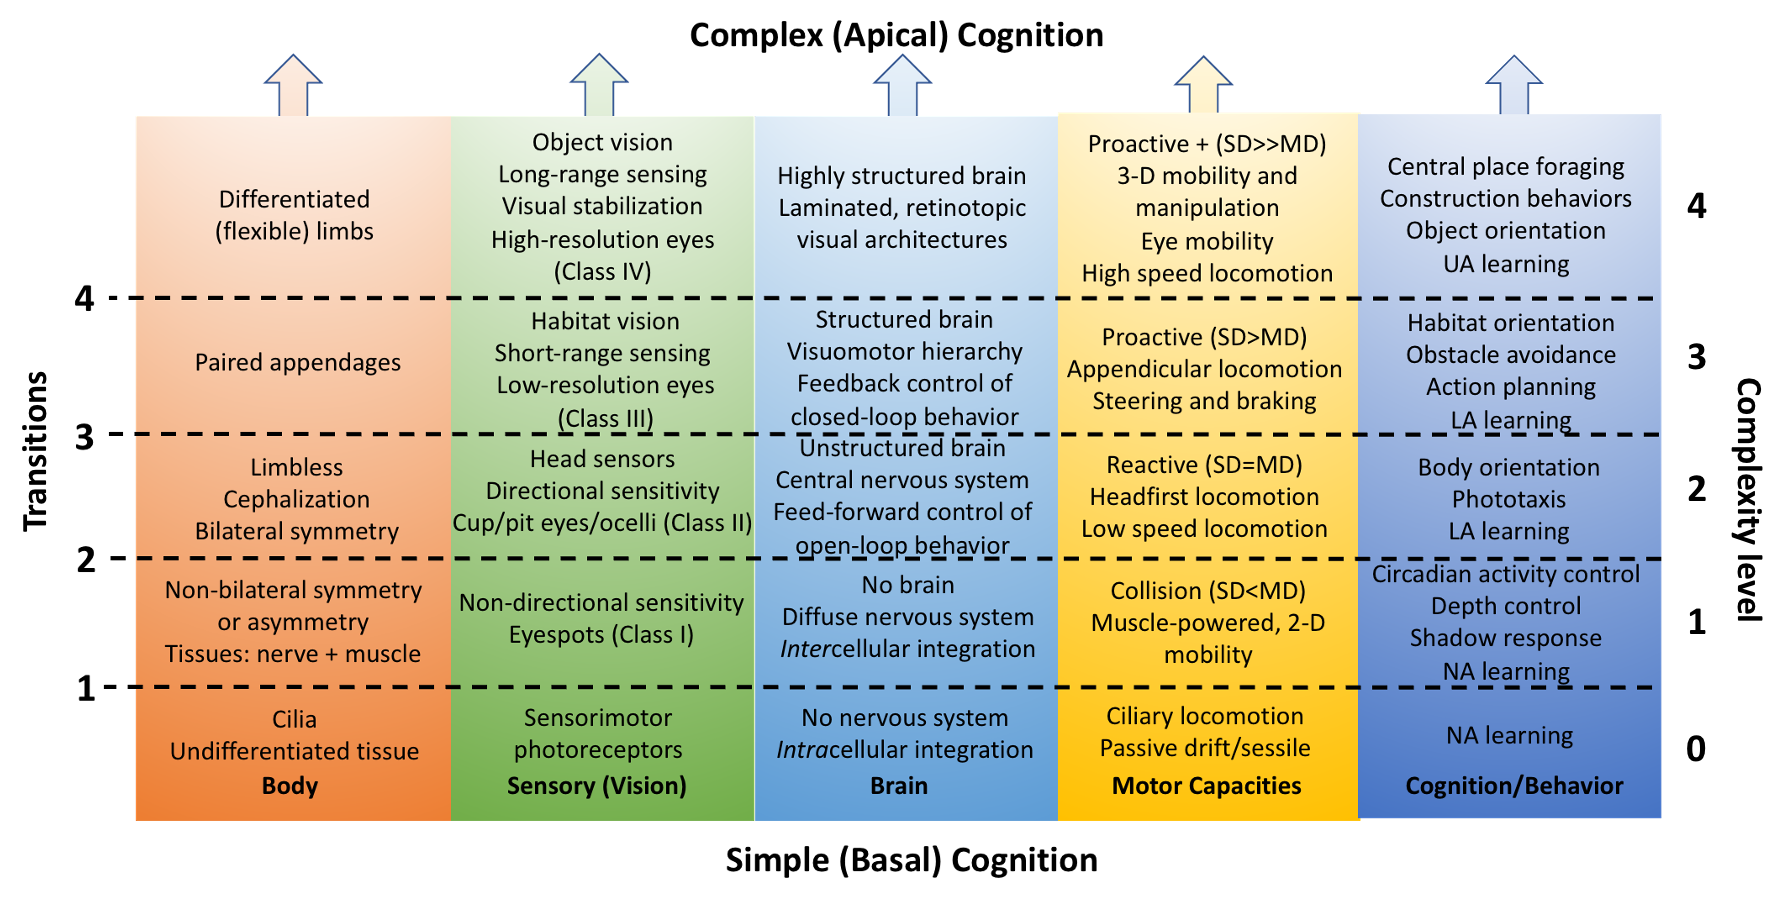 Complex (Apical) Cognition
Differentiated
(flexible) limbs
Object vision
Long-range sensing
Visual stabilization
High-resolution eyes
(Class IV)
Highly structured brain
Laminated, retinotopic
visual architectures
Proactive + (SD>>MD)
3-D mobility and
manipulation
Eye mobility
High speed locomotion
Central place foraging
Construction behaviors
Object orientation
UA learning
4
4
Paired appendages
Habitat vision
Short-range sensing
Low-resolution eyes
(Class III)
Structured brain
Visuomotor hierarchy
Feedback control of
closed-loop behavior
Proactive (SD>MD)
Appendicular locomotion
Steering and braking
Habitat orientation
Obstacle avoidance
Action planning
LA learning
3
3
Limbless
Cephalization
Bilateral symmetry
Head sensors
Directional sensitivity
Cup/pit eyes/ocelli (Class II)
Unstructured brain
Central nervous system
Feed-forward control of
open-loop behavior
Reactive (SD=MD)
Headfirst locomotion
Low speed locomotion
Body orientation
Phototaxis
LA learning
2
2
Non-bilateral symmetry
or asymmetry
Tissues: nerve + muscle
Non-directional sensitivity
Eyespots (Class I)
No brain
Diffuse nervous system
Intercellular integration
Collision (SD<MD)
Muscle-powered, 2-D
mobility
Circadian activity control
Depth control
Shadow response
NA learning
1
1
Cilia
Undifferentiated tissue
Sensorimotor
photoreceptors
No nervous system
Intracellular integration
Ciliary locomotion
Passive drift/sessile
NA learning
0
Body
Sensory (Vision)
Brain
Motor Capacities
Cognition/Behavior
Transitions
Complexity level
Simple (Basal) Cognition